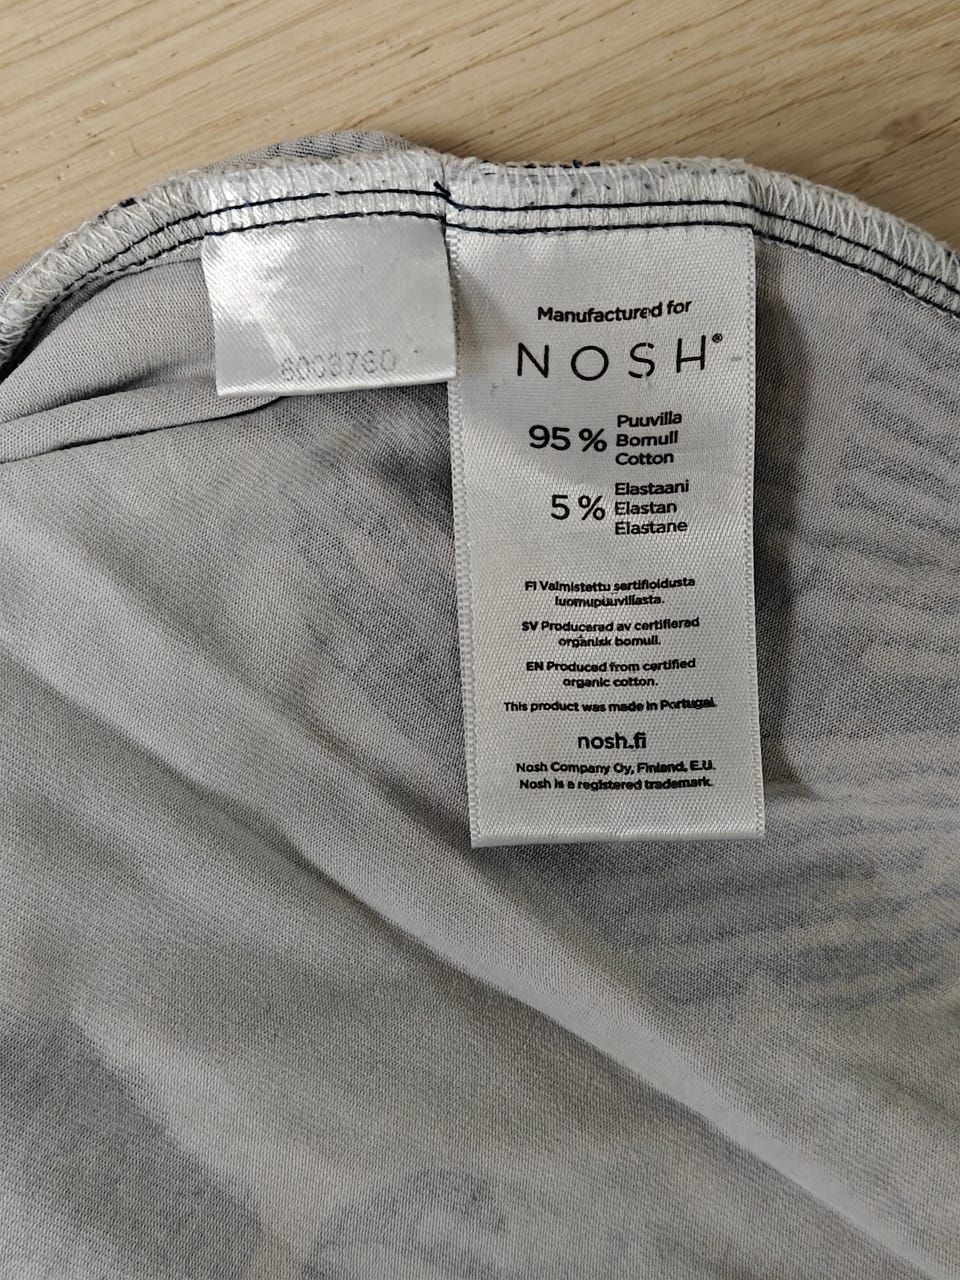 6003760
Manufactured for
NOSH®
95 % Puuvilla
Bomull
Cotton
5 % Elastaani
Elastan
Elastane
FI Valmistettu sertifioidusta
luomupuuvillasta.
SV Producerad av certifierad
organisk bomull.
EN Produced from certified
organic cotton.
This product was made in Portugal.
nosh.fi
Nosh Company Oy, Finland, E.U.
Nosh is a registered trademark.